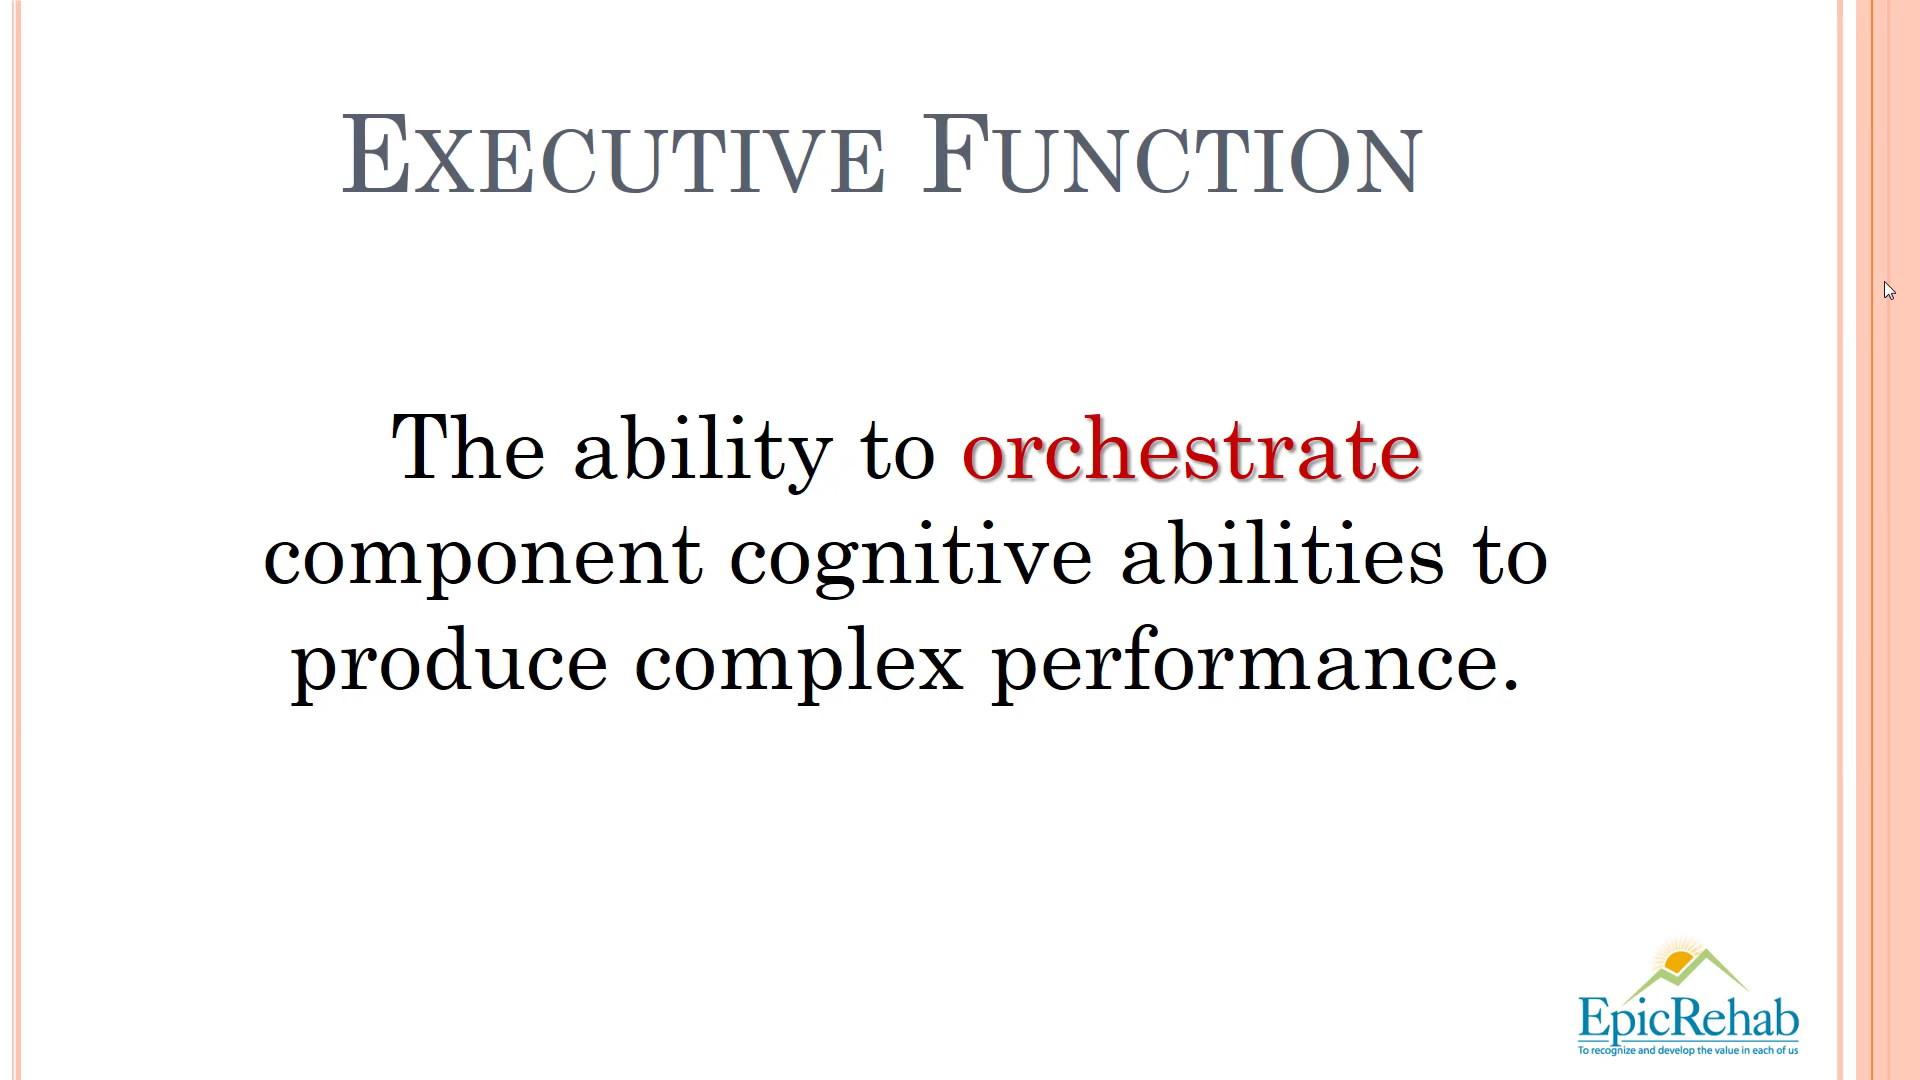 EXECUTIVE FUNCTION
The ability to orchestrate
component cognitive abilities to
produce complex performance.
EpicRehab
To recognize and develop the value in each of us